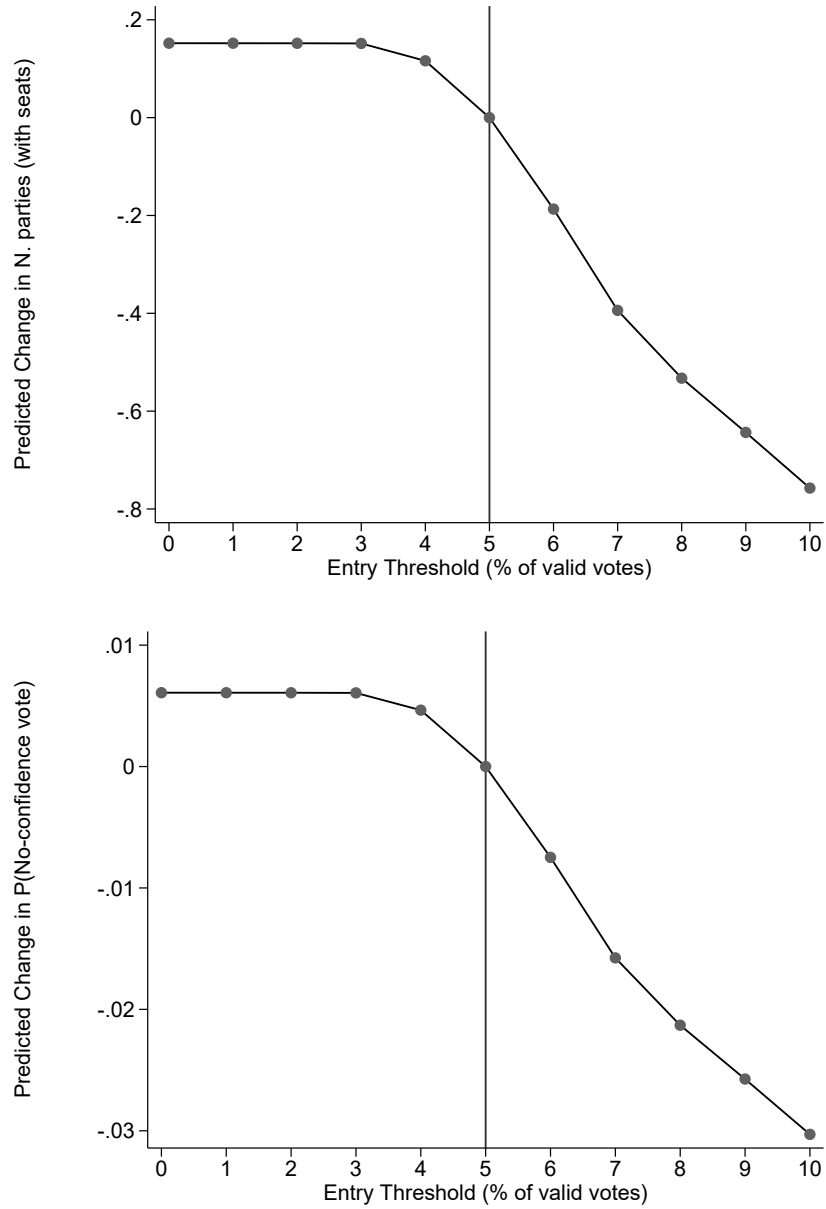 Predicted Change in N. parties (with seats)
.2
0
-.2
-.4
-.6
-.8
0 1 2 3 4 5 6 7 8 9 10
Entry Threshold (% of valid votes)
Predicted Change in P(No-confidence vote)
.01
0
-.01
-.02
-.03
0 1 2 3 4 5 6 7 8 9 10
Entry Threshold (% of valid votes)